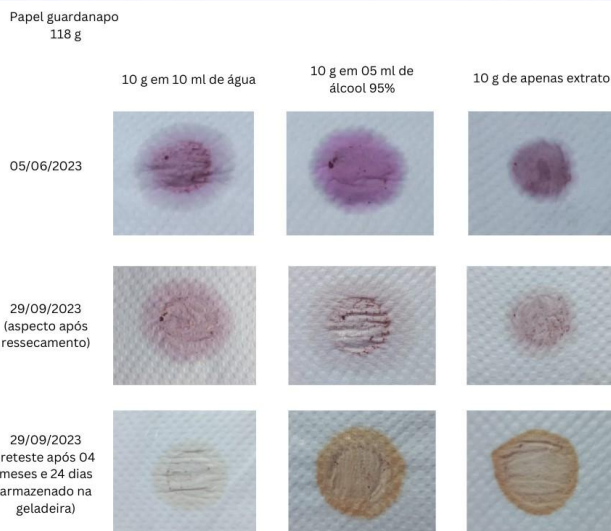 Papel guardanapo
118 g
10 g em 10 ml de água
10 g em 05 ml de
álcool 95%
10 g de apenas extrato
05/06/2023
29/09/2023
(aspecto após
ressecamento)
29/09/2023
reteste após 04
meses e 24 dias
armazenado na
geladeira)